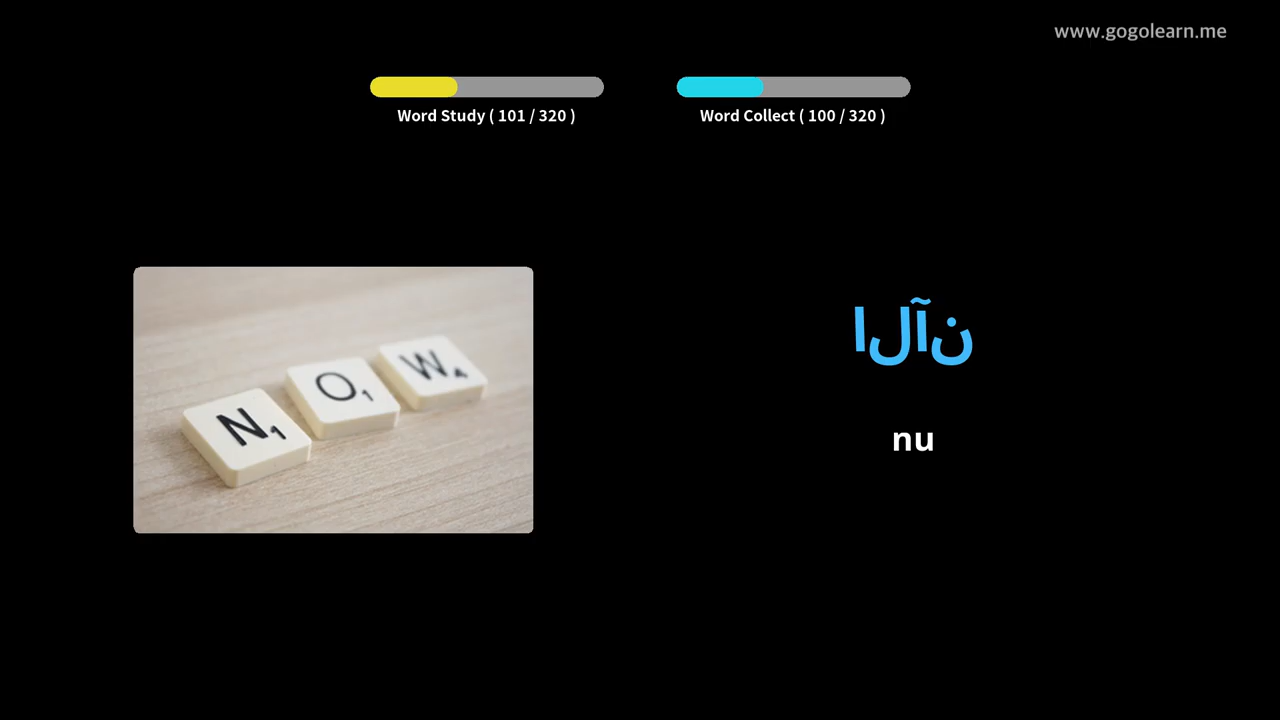 www.gogolearn.me
Word Study ( 101 / 320 )
Word Collect ( 100 / 320 )
N1 O1 W4
الآن
nu